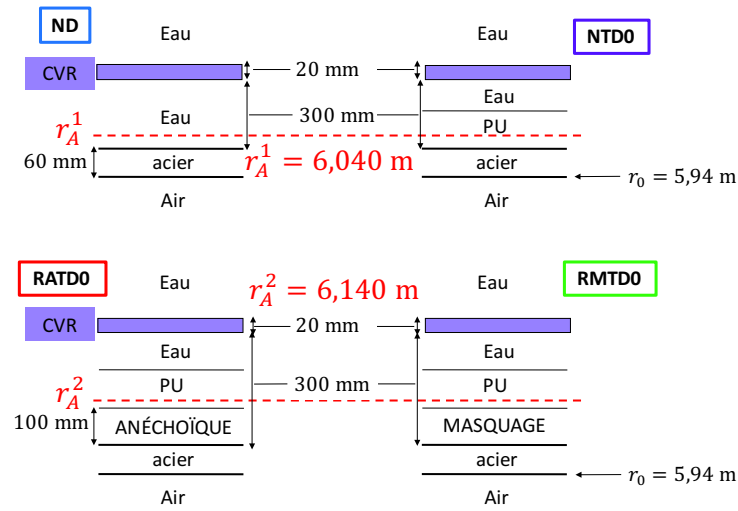 ND
Eau
Eau
NTD0
CVR
20 mm
Eau
300 mm
Eau
PU
r_A^1
60 mm
acier
r_A^1 = 6,040 m
acier
r_0 = 5,94 m
Air
Air
RATD0
Eau
r_A^2 = 6,140 m
Eau
RMTD0
CVR
20 mm
Eau
Eau
PU
300 mm
PU
r_A^2
100 mm
ANÉCHOÏQUE
MASQUAGE
acier
acier
r_0 = 5,94 m
Air
Air